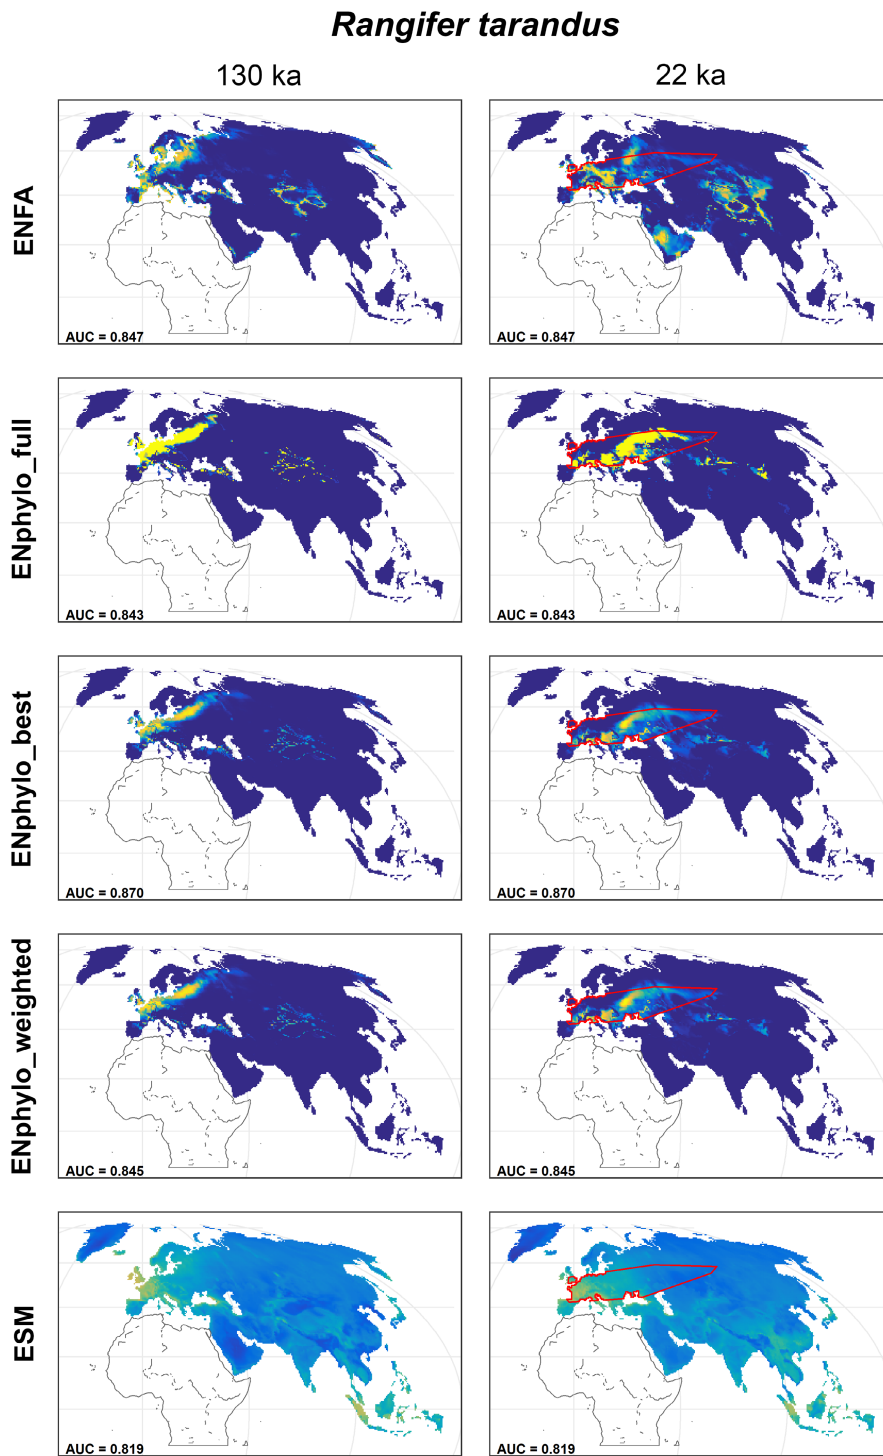 Rangifer tarandus
130 ka
22 ka
ENFA
AUC = 0.847
AUC = 0.847
ENphylo_full
AUC = 0.843
AUC = 0.843
ENphylo_best
AUC = 0.870
AUC = 0.870
ENphylo_weighted
AUC = 0.845
AUC = 0.845
ESM
AUC = 0.819
AUC = 0.819